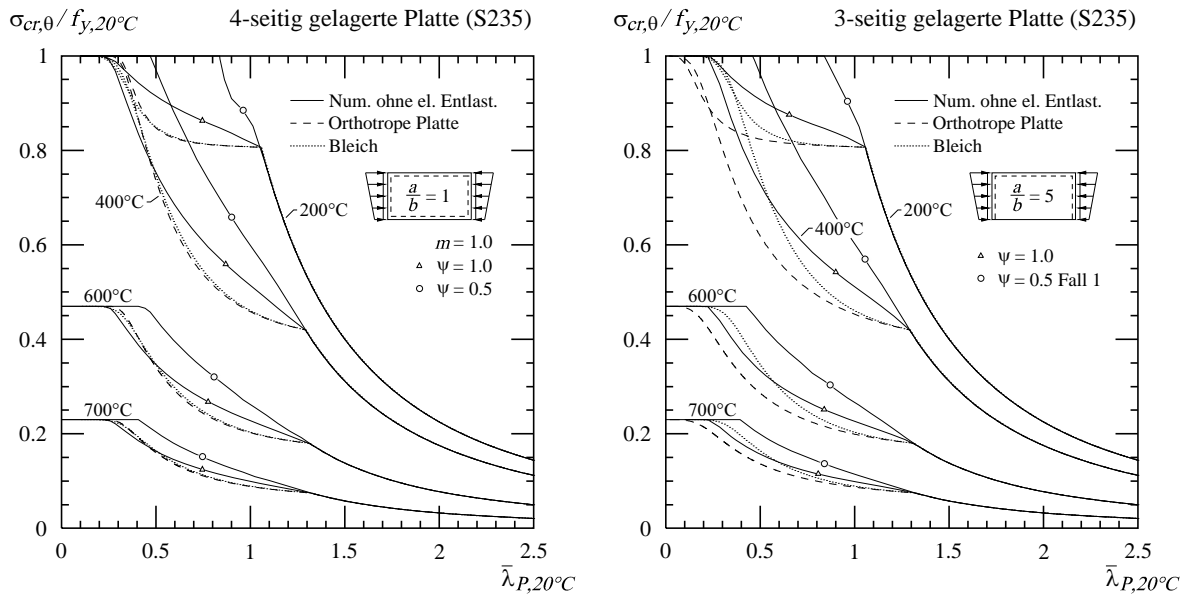 σcr,θ / fy,20°C
4-seitig gelagerte Platte (S235)
1
0.8
0.6
0.4
0.2
0
0
0.5
1
1.5
2
2.5
λ̄P,20°C
Num. ohne el. Entlast.
Orthotrope Platte
Bleich
a/b = 1
m = 1.0
ψ = 1.0
ψ = 0.5
200°C
400°C
600°C
700°C
σcr,θ / fy,20°C
3-seitig gelagerte Platte (S235)
1
0.8
0.6
0.4
0.2
0
0
0.5
1
1.5
2
2.5
λ̄P,20°C
Num. ohne el. Entlast.
Orthotrope Platte
Bleich
a/b = 5
ψ = 1.0
ψ = 0.5 Fall 1
200°C
400°C
600°C
700°C